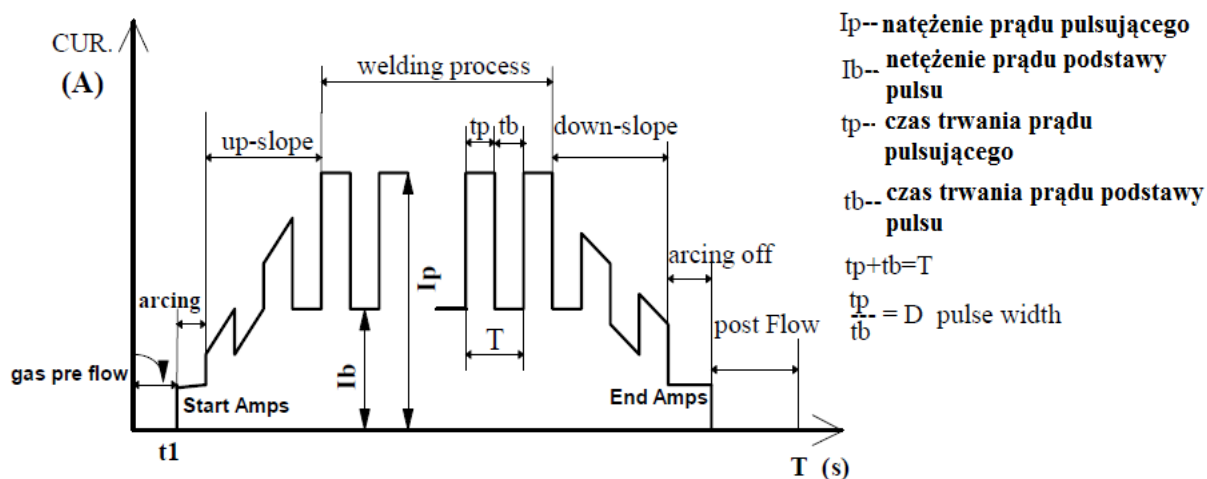 CUR.
(A)
welding process
up-slope
tp
tb
down-slope
arcing
arcing off
Ip
Ib
T
post Flow
gas pre flow
Start Amps
End Amps
t1
T (s)
Ip-- natężenie prądu pulsującego
Ib-- netężenie prądu podstawy
pulsu
tp-- czas trwania prądu
pulsującego
tb-- czas trwania prądu podstawy
pulsu
tp+tb=T
tp
---
tb = D pulse width